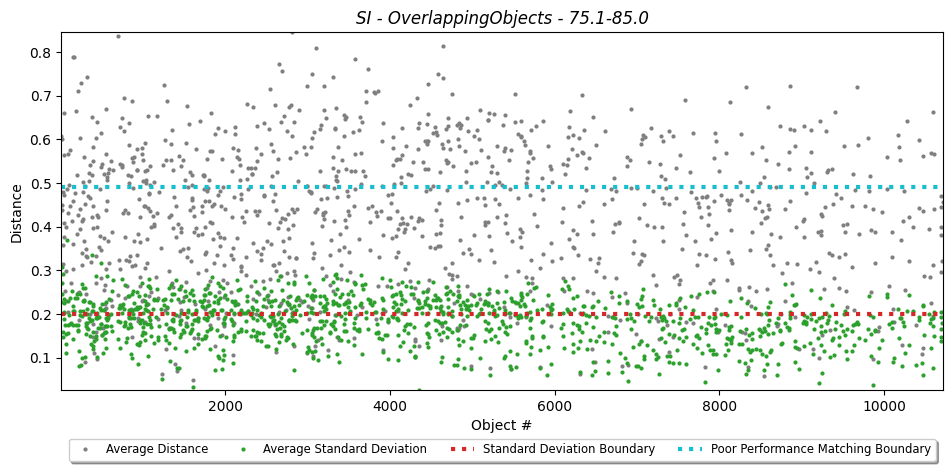 SI - OverlappingObjects - 75.1-85.0
0.8
0.7
0.6
0.5
0.4
0.3
0.2
0.1
Distance
2000 4000 6000 8000 10000
Object #
Average Distance Average Standard Deviation Standard Deviation Boundary Poor Performance Matching Boundary